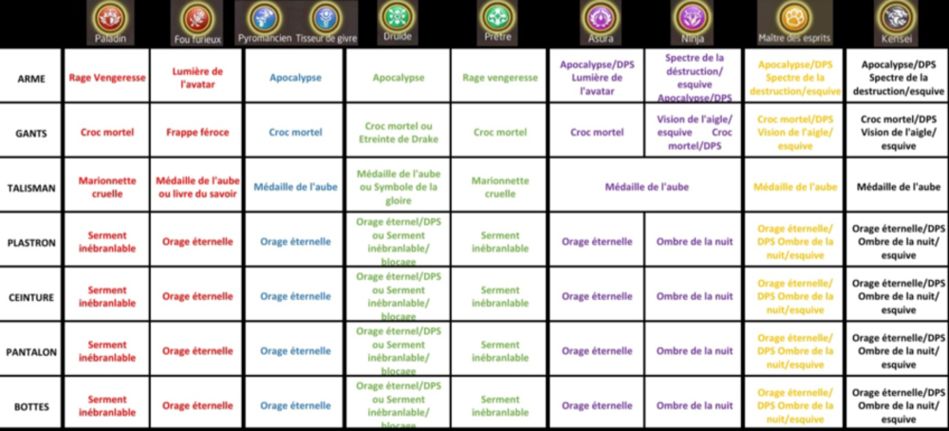 Paladin Fou furieux Pyromancien Tisseur de givre Druide Prêtre Asura Ninja Maître des esprits Kensei
ARME
Rage Vengeresse
Lumière de
l'avatar
Apocalypse
Apocalypse
Rage vengeresse
Apocalypse/DPS
Lumière de
l'avatar
Spectre de la
déstruction/
esquive
Apocalypse/DPS
Apocalypse/DPS
Spectre de la
destruction/esquive
Apocalypse/DPS
Spectre de la
destruction/esquive
GANTS
Croc mortel
Frappe féroce
Croc mortel
Croc mortel ou
Etreinte de Drake
Croc mortel
Croc mortel
Vision de l'aigle/
esquive Croc
mortel/DPS
Croc mortel/DPS
Vision de l'aigle/
esquive
Croc mortel/DPS
Vision de l'aigle/
esquive
TALISMAN
Marionnette
cruelle
Médaille de l'aube
ou livre du savoir
Médaille de l'aube
Médaille de l'aube
ou Symbole de la
gloire
Marionnette
cruelle
Médaille de l'aube
Médaille de l'aube
Médaille de l'aube
PLASTRON
Serment
inébranlable
Orage éternelle
Orage éternelle
Orage éternel/DPS
ou Serment
inébranlable/
blocage
Serment
inébranlable
Orage éternelle
Ombre de la nuit
Orage éternelle/
DPS Ombre de la
nuit/esquive
Orage éternelle/DPS
Ombre de la nuit/
esquive
CEINTURE
Serment
inébranlable
Orage éternelle
Orage éternelle
Orage éternel/DPS
ou Serment
inébranlable/
blocage
Serment
inébranlable
Orage éternelle
Ombre de la nuit
Orage éternelle/
DPS Ombre de la
nuit/esquive
Orage éternelle/DPS
Ombre de la nuit/
esquive
PANTALON
Serment
inébranlable
Orage éternelle
Orage éternelle
Orage éternel/DPS
ou Serment
inébranlable/
blocage
Serment
inébranlable
Orage éternelle
Ombre de la nuit
Orage éternelle/
DPS Ombre de la
nuit/esquive
Orage éternelle/DPS
Ombre de la nuit/
esquive
BOTTES
Serment
inébranlable
Orage éternelle
Orage éternelle
Orage éternel/DPS
ou Serment
inébranlable/
blocage
Serment
inébranlable
Orage éternelle
Ombre de la nuit
Orage éternelle/
DPS Ombre de la
nuit/esquive
Orage éternelle/DPS
Ombre de la nuit/
esquive